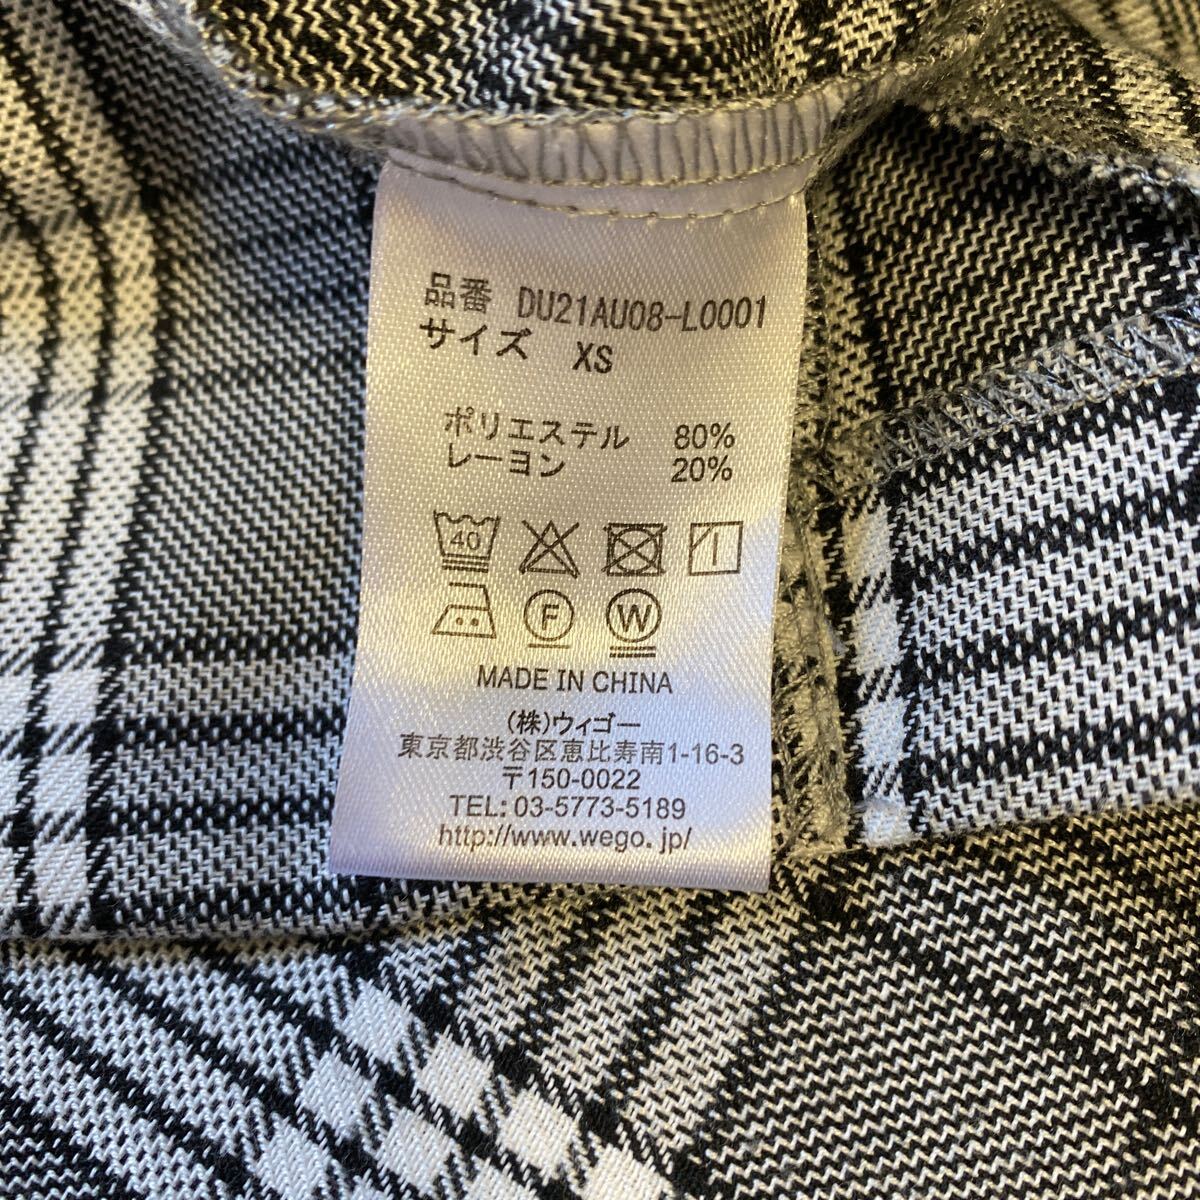 品番 DU21AU08-L0001
サイズ XS
ポリエステル 80%
レーヨン 20%
40
F W
MADE IN CHINA
(株)ウィゴー
東京都渋谷区恵比寿南1-16-3
〒150-0022
TEL: 03-5773-5189
http://www.wego.jp/